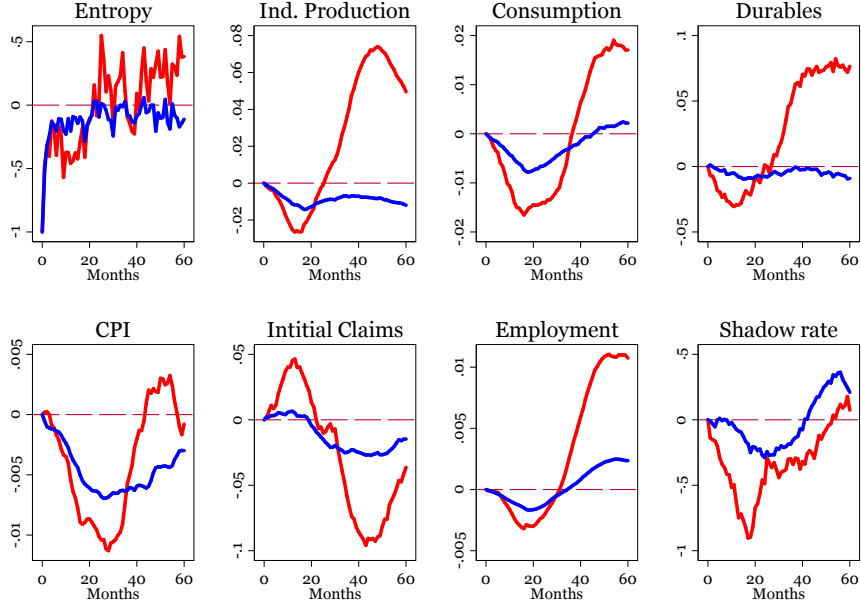 Entropy
.5
0
-.5
-1
0 20 40 60
Months
Ind. Production
.08
.06
.04
.02
0
-.02
0 20 40 60
Months
Consumption
.02
.01
0
-.01
-.02
0 20 40 60
Months
Durables
.1
.05
0
-.05
0 20 40 60
Months
CPI
.005
0
-.005
-.01
0 20 40 60
Months
Intitial Claims
.05
0
-.05
-.1
0 20 40 60
Months
Employment
.01
.005
0
-.005
0 20 40 60
Months
Shadow rate
.5
0
-.5
-1
0 20 40 60
Months